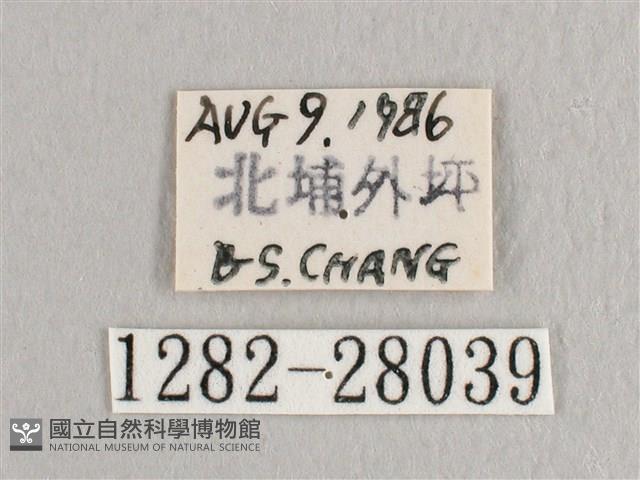 AUG 9. 1986
北埔外坪
B-S. CHANG
1282-28039
國立自然科學博物館
NATIONAL MUSEUM OF NATURAL SCIENCE